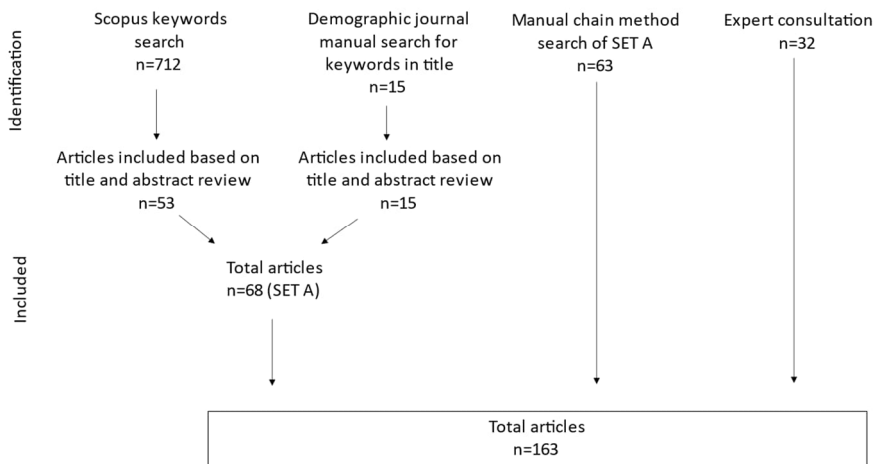 Identification
Scopus keywords
search
n=712
Demographic journal
manual search for
keywords in title
n=15
Manual chain method
search of SET A
n=63
Expert consultation
n=32
Articles included based on
title and abstract review
n=53
Articles included based on
title and abstract review
n=15
Included
Total articles
n=68 (SET A)
Total articles
n=163